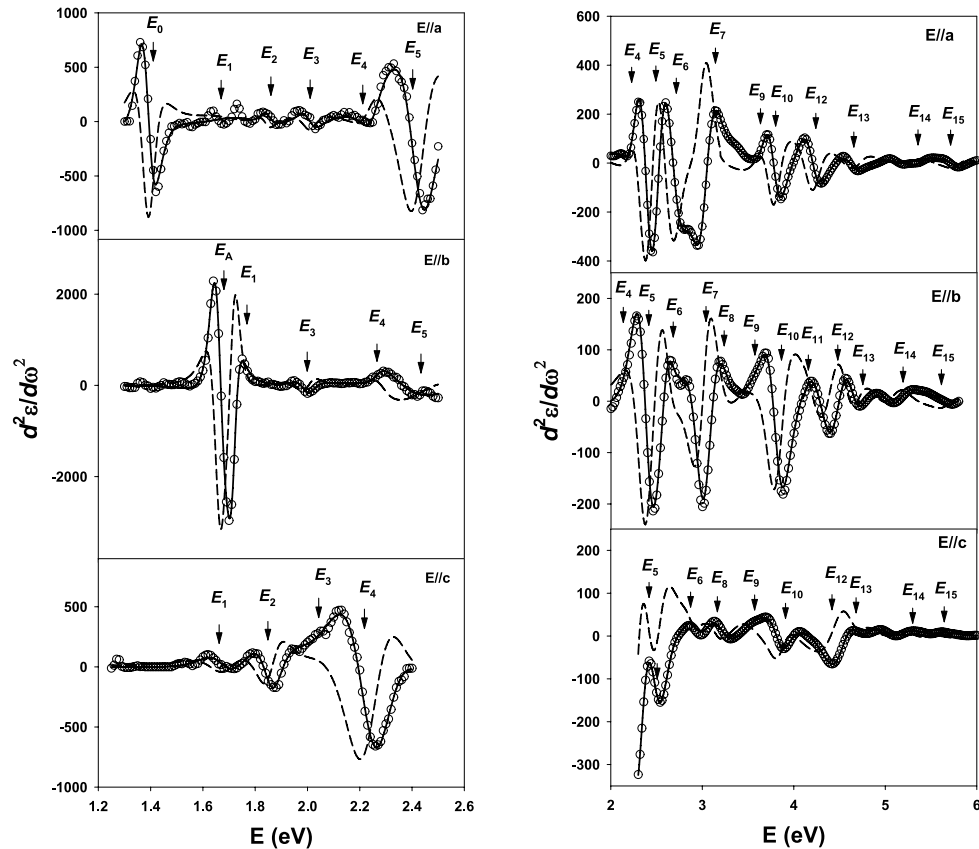 E//a
1000
500
0
-500
-1000
E₀
E₁
E₂
E₃
E₄
E₅
E//b
2000
0
-2000
E_A
E₁
E₃
E₄
E₅
d²ε/dω²
E//c
500
0
-500
-1000
E₁
E₂
E₃
E₄
1.2 1.4 1.6 1.8 2.0 2.2 2.4 2.6
E (eV)
E//a
400
200
0
-200
-400
E₄
E₅
E₆
E₇
E₉
E₁₀
E₁₂
E₁₃
E₁₄
E₁₅
E//b
200
100
0
-100
-200
E₄
E₅
E₆
E₇
E₈
E₉
E₁₀
E₁₁
E₁₂
E₁₃
E₁₄
E₁₅
d²ε/dω²
E//c
200
100
0
-100
-200
-300
E₅
E₆
E₈
E₉
E₁₀
E₁₂
E₁₃
E₁₄
E₁₅
2 3 4 5 6
E (eV)